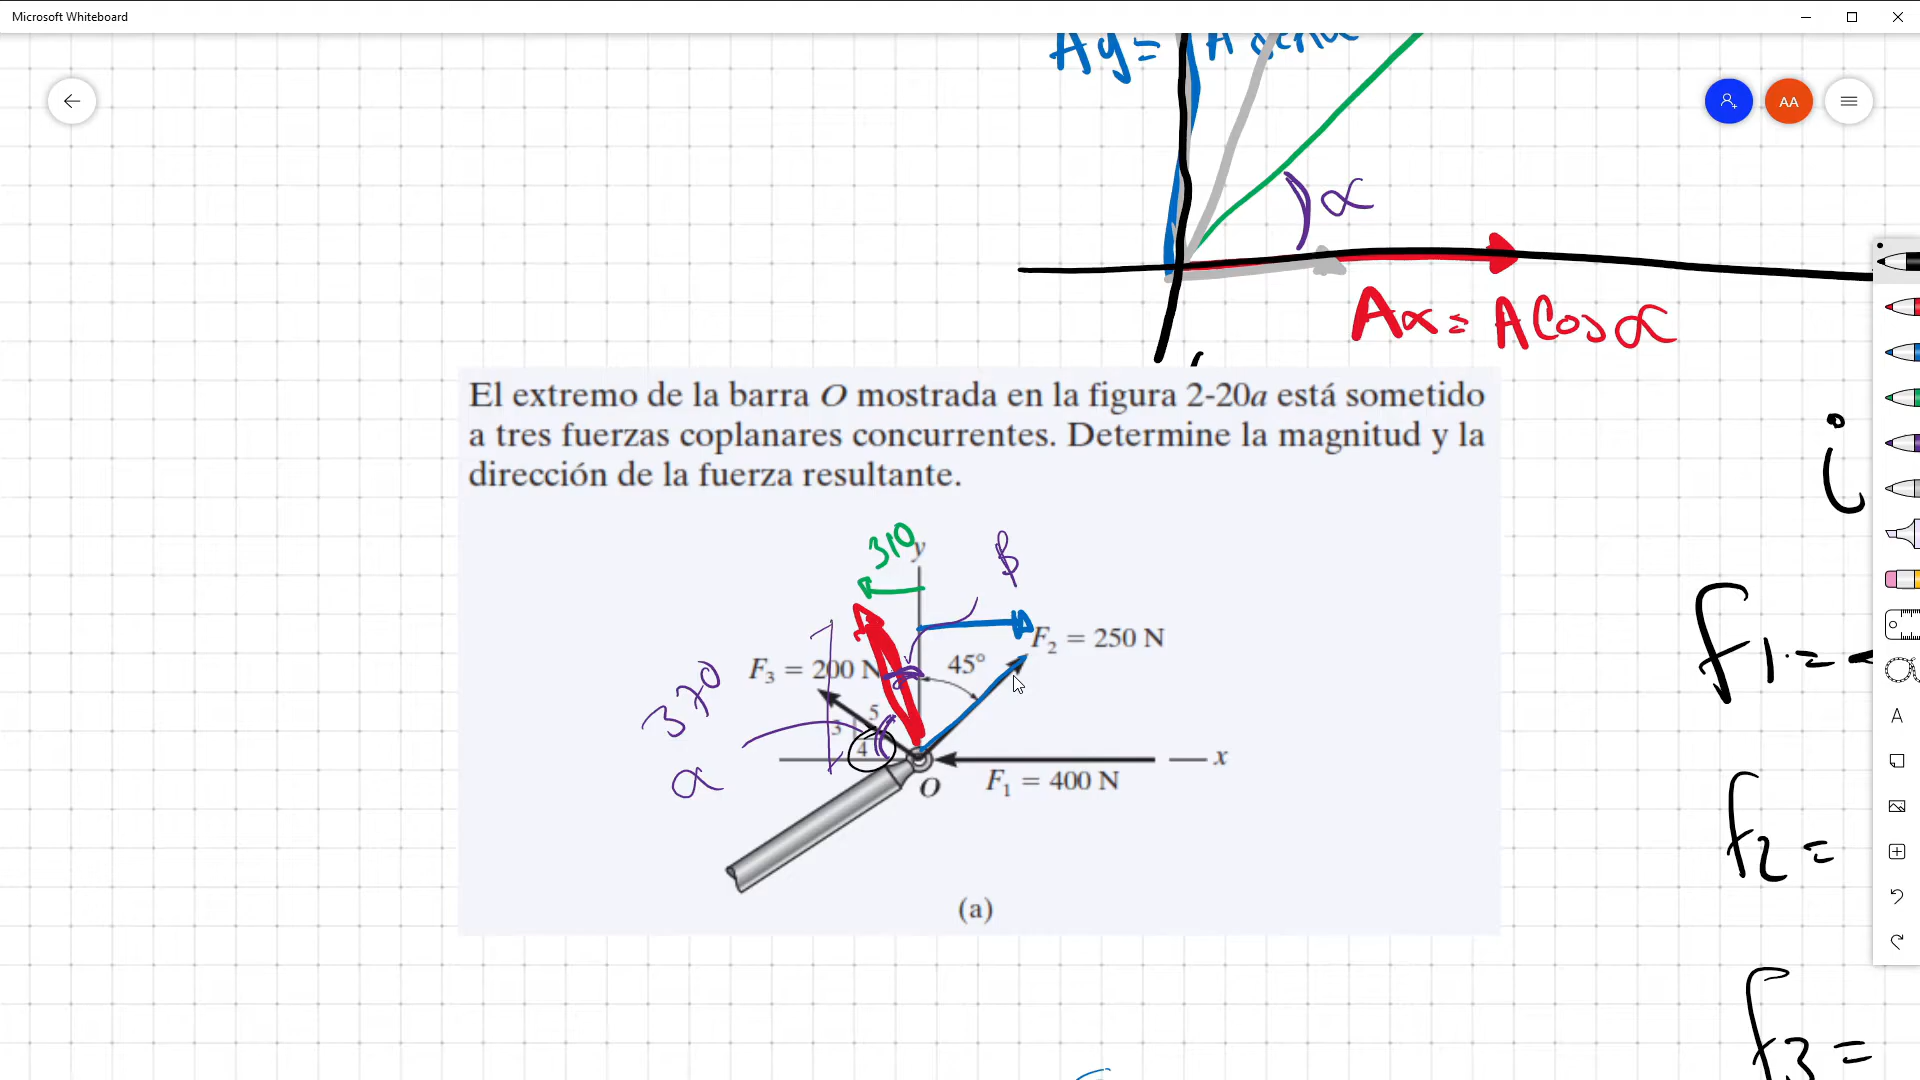 Microsoft Whiteboard
Ay =
AA
α
Ax = A Cos α
El extremo de la barra O mostrada en la figura 2-20a está sometido
a tres fuerzas coplanares concurrentes. Determine la magnitud y la
dirección de la fuerza resultante.
i
310
y
β
F₂ = 250 N
45°
F₃ = 200 N
370
5
3
4
α
x
F₁ = 400 N
O
(a)
f1 =
f2 =
f3 =
A